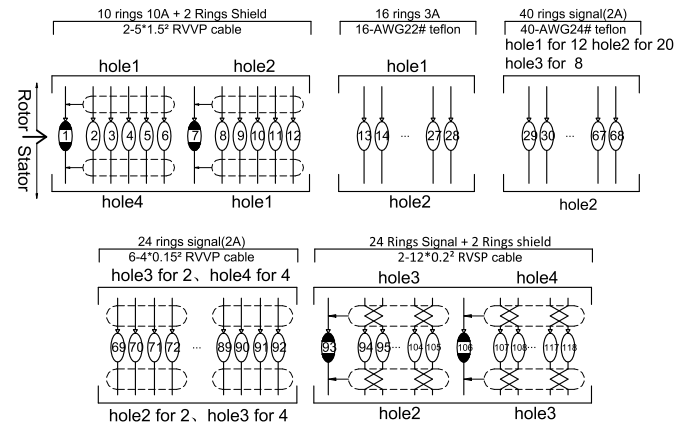 10 rings 10A + 2 Rings Shield
2-5*1.5² RVVP cable
hole1 hole2
Rotor Stator
1 2 3 4 5 6 7 8 9 10 11 12
hole4 hole1
16 rings 3A
16-AWG22# teflon
hole1
13 14 ... 27 28
hole2
40 rings signal(2A)
40-AWG24# teflon
hole1 for 12 hole2 for 20
hole3 for 8
29 30 ... 67 68
hole2
24 rings signal(2A)
6-4*0.15² RVVP cable
hole3 for 2、hole4 for 4
69 70 71 72 ... 89 90 91 92
hole2 for 2、hole3 for 4
24 Rings Signal + 2 Rings shield
2-12*0.2² RVSP cable
hole3 hole4
93 94 95 ... 104 105 106 107 108 ... 117 118
hole2 hole3